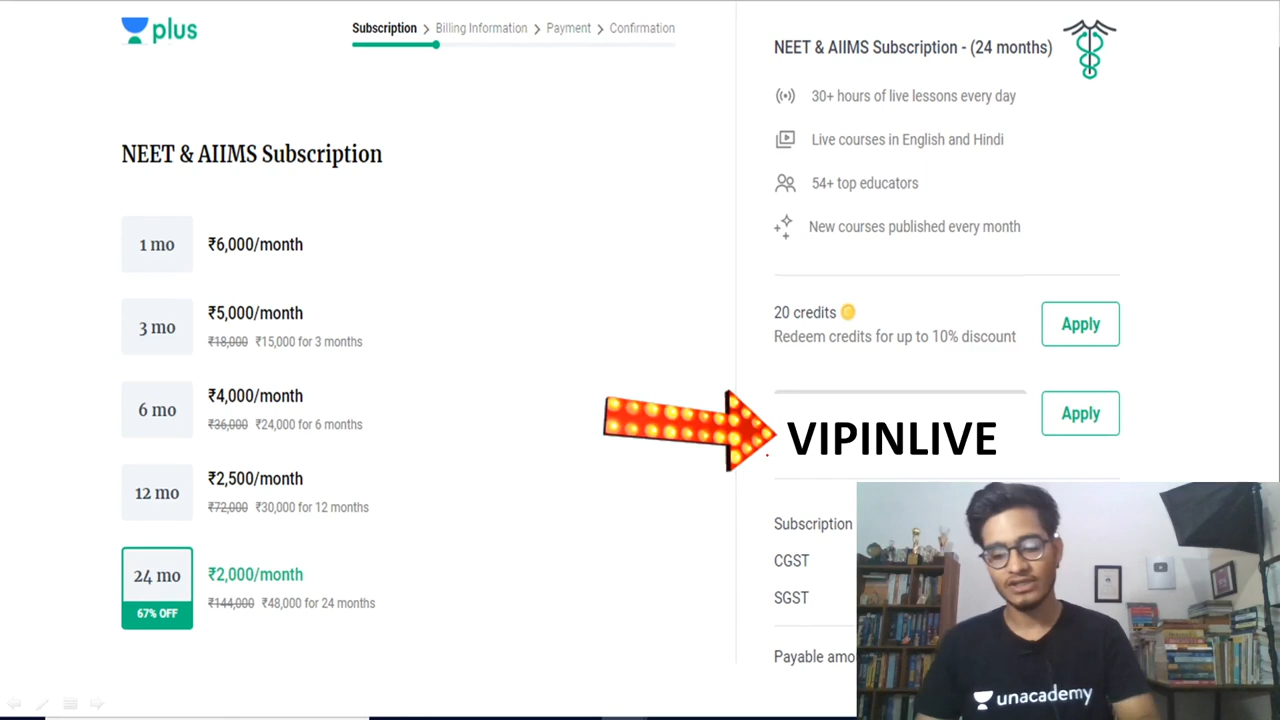 plus
Subscription > Billing Information > Payment > Confirmation
NEET & AIIMS Subscription
1 mo ₹6,000/month
3 mo ₹5,000/month
₹18,000 ₹15,000 for 3 months
6 mo ₹4,000/month
₹36,000 ₹24,000 for 6 months
12 mo ₹2,500/month
₹72,000 ₹30,000 for 12 months
24 mo ₹2,000/month
67% OFF ₹144,000 ₹48,000 for 24 months
NEET & AIIMS Subscription - (24 months)
30+ hours of live lessons every day
Live courses in English and Hindi
54+ top educators
New courses published every month
20 credits
Redeem credits for up to 10% discount
Apply
Apply
VIPINLIVE
Subscription
CGST
SGST
Payable amo
unacademy